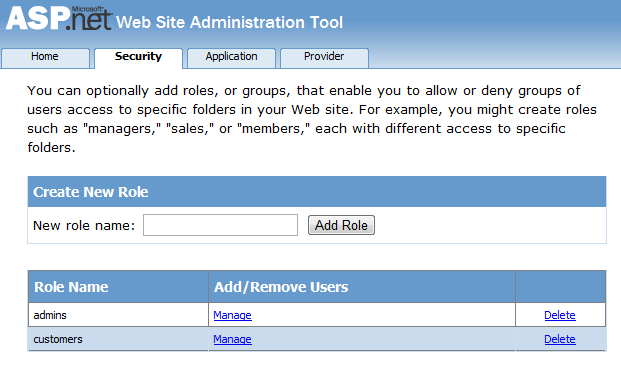 Microsoft®
ASP.net Web Site Administration Tool
Home Security Application Provider
You can optionally add roles, or groups, that enable you to allow or deny groups of
users access to specific folders in your Web site. For example, you might create roles
such as "managers," "sales," or "members," each with different access to specific
folders.
Create New Role
New role name: Add Role
Role Name Add/Remove Users
admins Manage Delete
customers Manage Delete